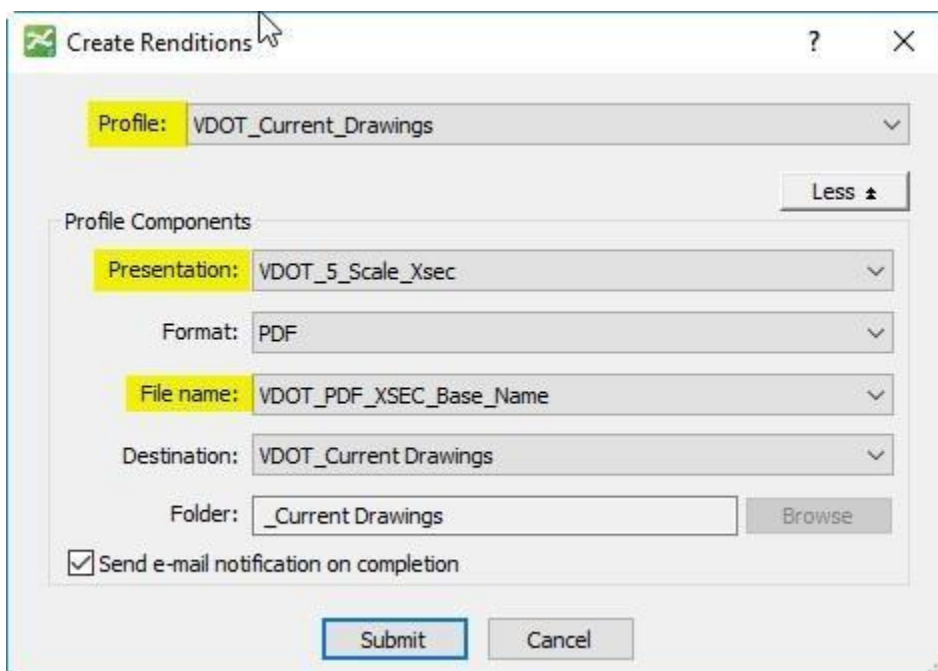 Create Renditions
?
Profile: VDOT_Current_Drawings
Less
Profile Components
Presentation: VDOT_5_Scale_Xsec
Format: PDF
File name: VDOT_PDF_XSEC_Base_Name
Destination: VDOT_Current Drawings
Folder: _Current Drawings Browse
Send e-mail notification on completion
Submit Cancel